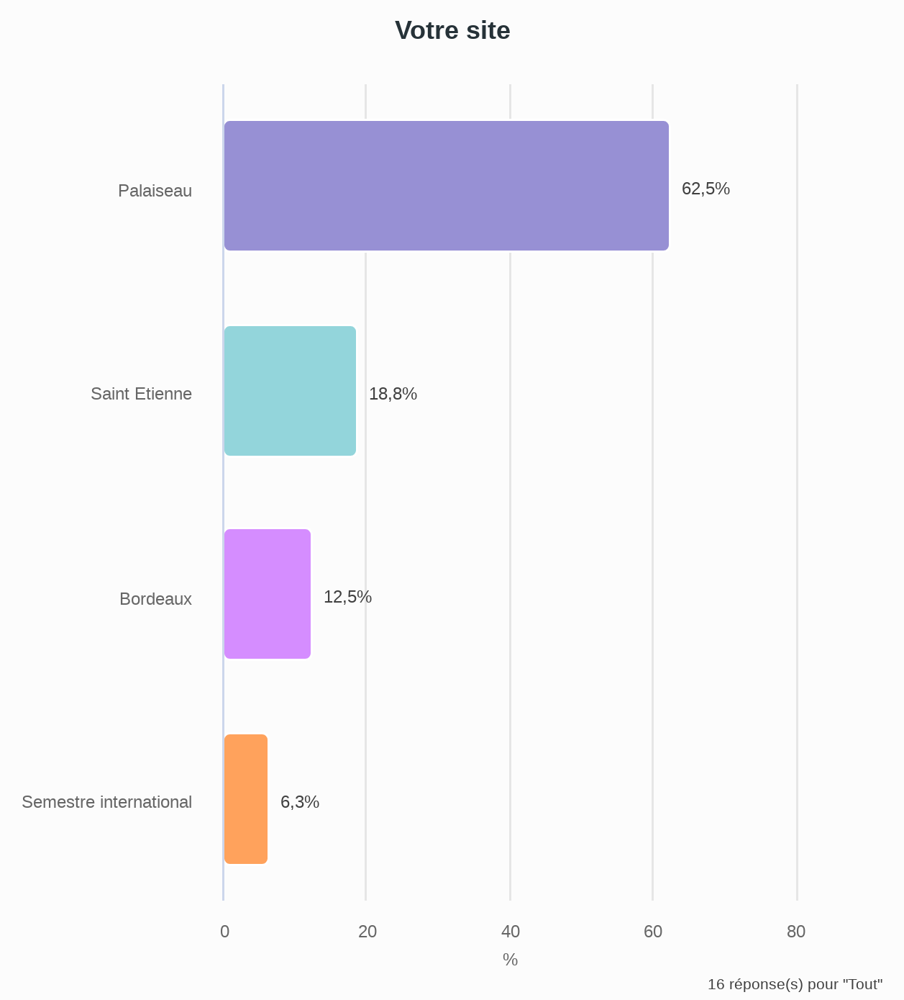 Votre site
Palaiseau
62,5%
Saint Etienne
18,8%
Bordeaux
12,5%
Semestre international
6,3%
0 20 40 60 80
%
16 réponse(s) pour "Tout"